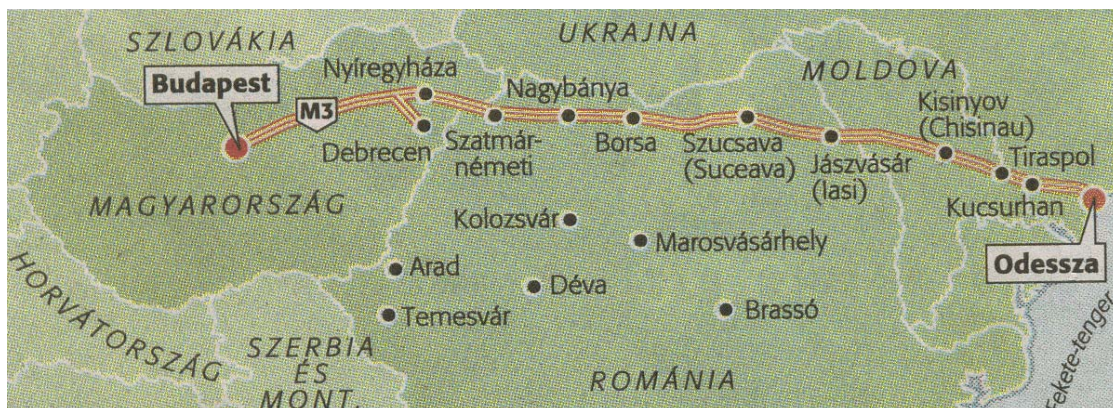 SZLOVÁKIA
UKRAJNA
MOLDOVA
Budapest
Nyíregyháza
Nagybánya
M3
Kisinyov
(Chisinau)
Debrecen
Szatmár-
németi
Borsa
Szucsava
(Suceava)
Jászvásár
(Iasi)
Tiraspol
Kucsurhan
MAGYARORSZÁG
Kolozsvár
Marosvásárhely
Odessza
Arad
Déva
Temesvár
Brassó
HORVÁTORSZÁG
SZERBIA
ÉS
MONT.
ROMÁNIA
Fekete-tenger